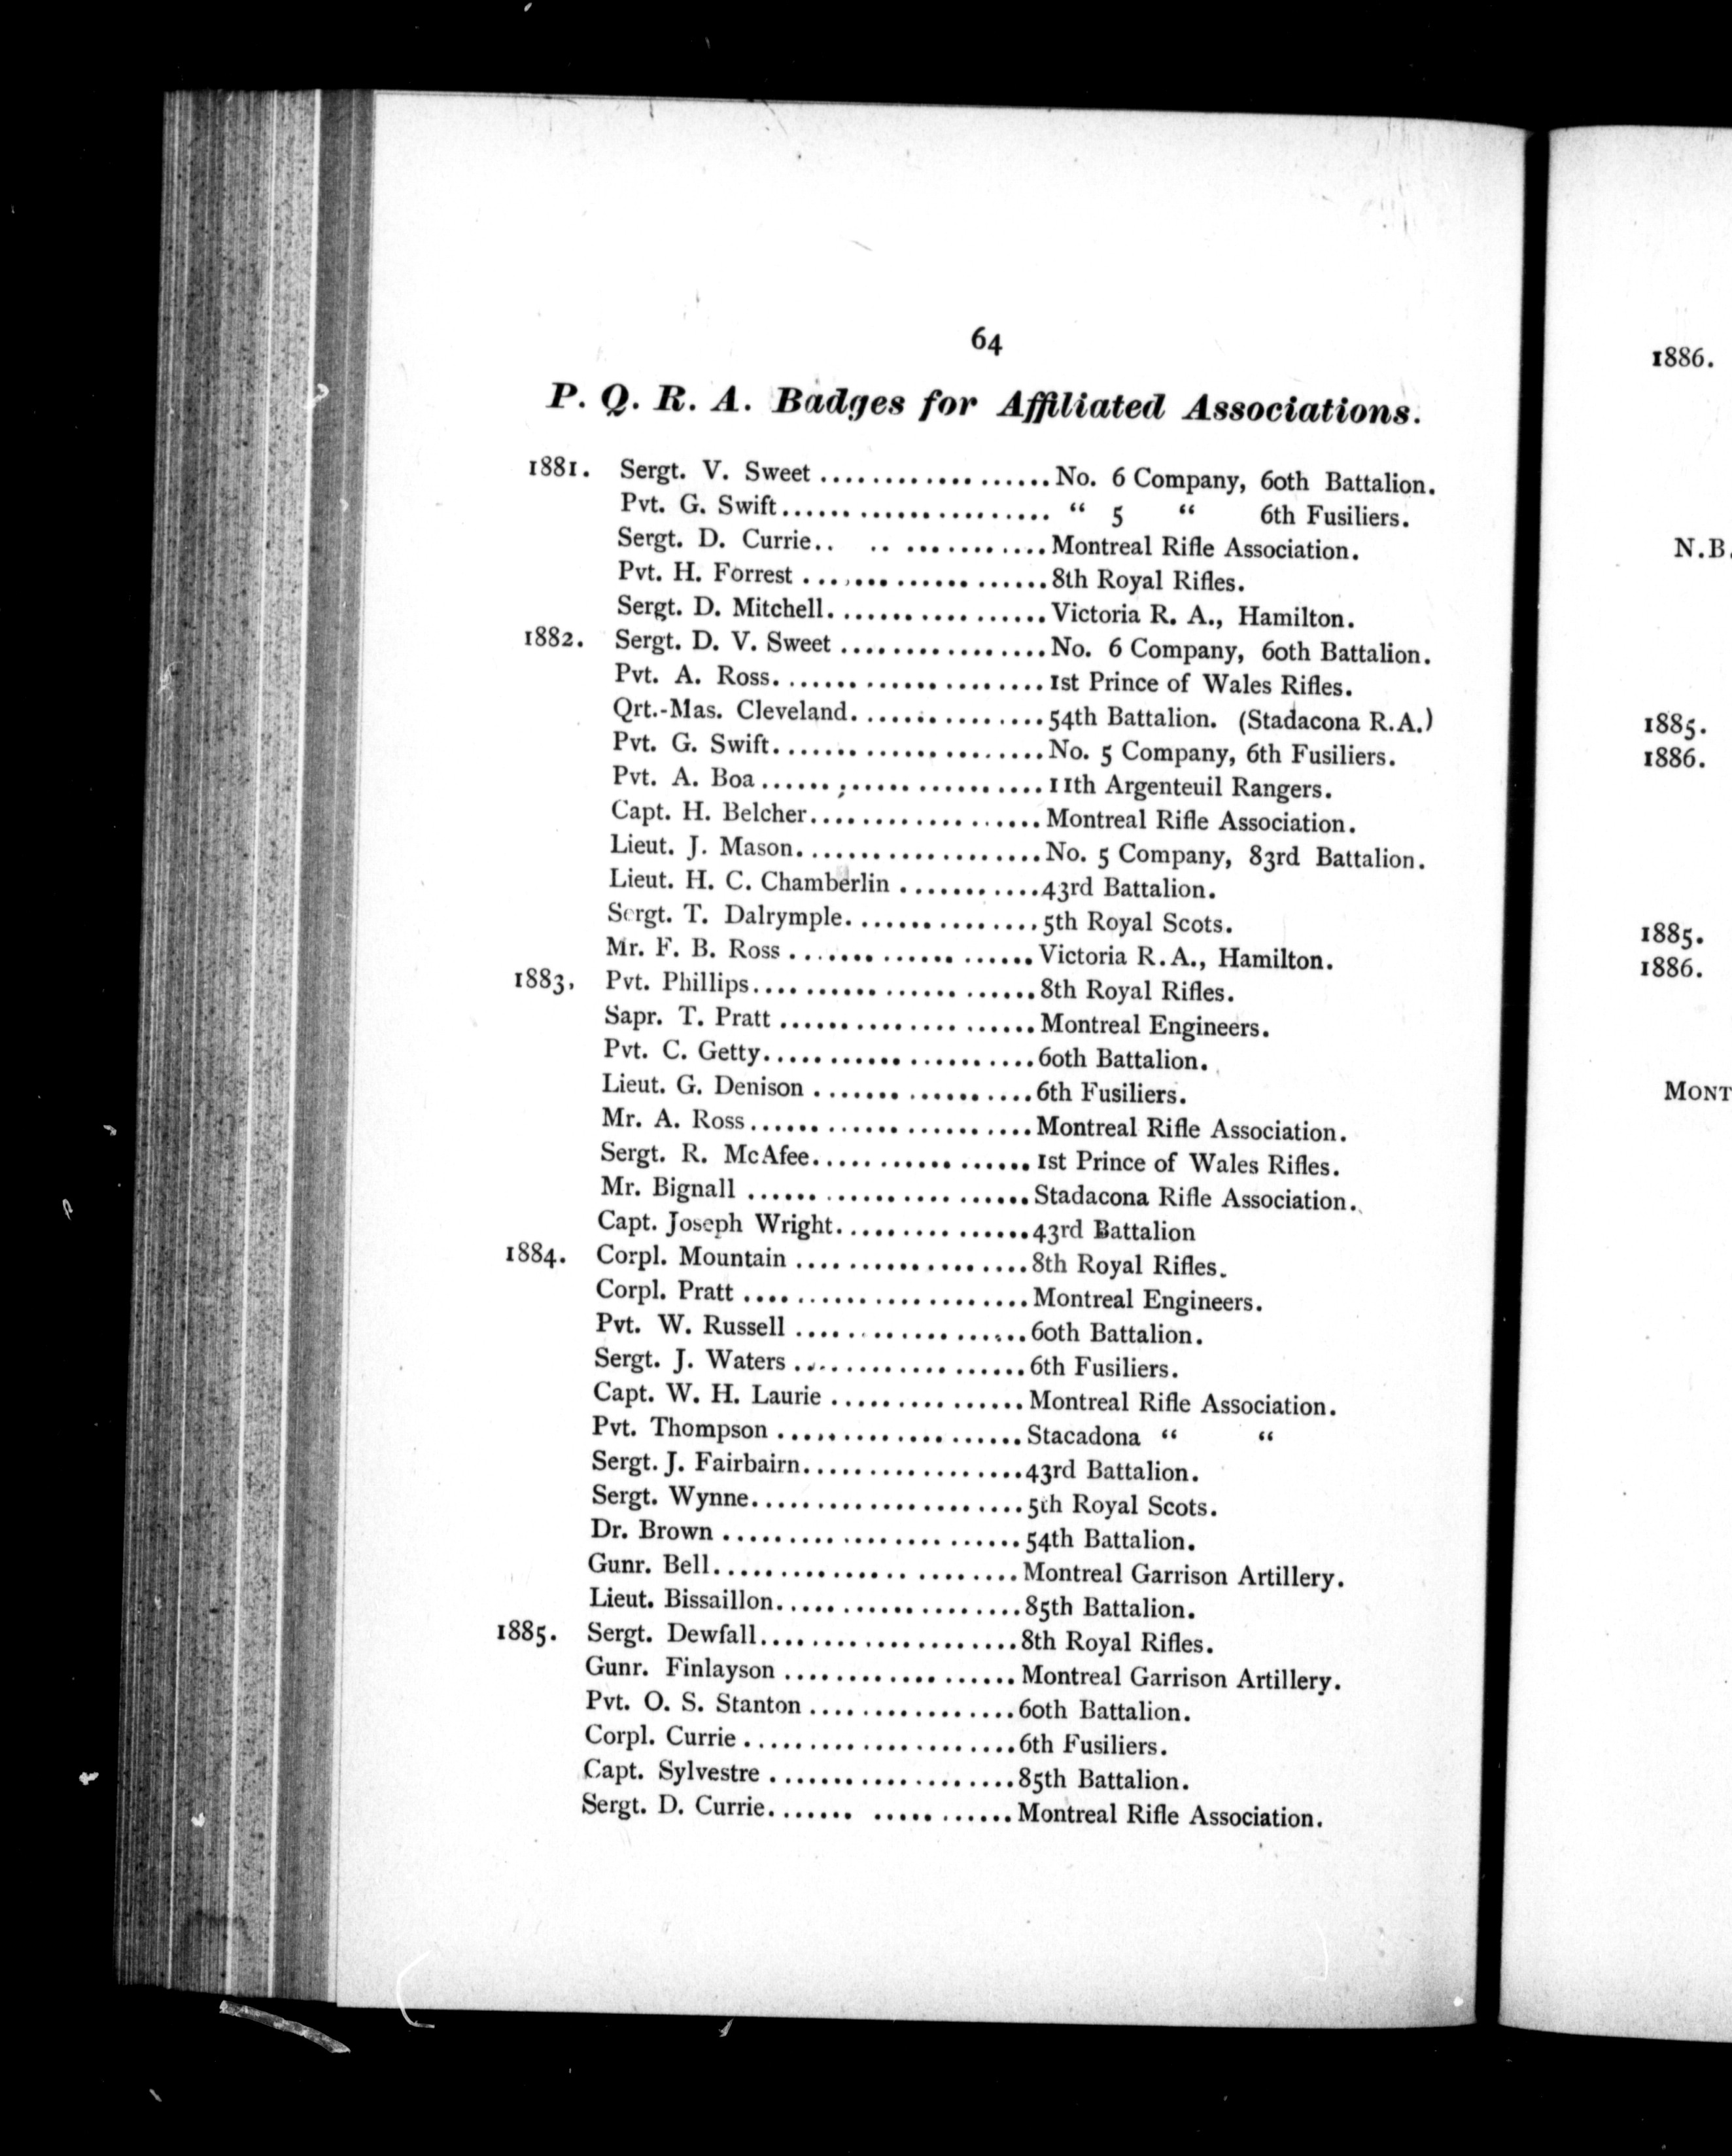 64
P. Q. R. A. Badges for Affiliated Associations.
1881. Sergt. V. Sweet .................. No. 6 Company, 60th Battalion.
Pvt. G. Swift..................... " 5 " 6th Fusiliers.
Sergt. D. Currie.. .. ........... Montreal Rifle Association.
Pvt. H. Forrest ................... 8th Royal Rifles.
Sergt. D. Mitchell................. Victoria R. A., Hamilton.
1882. Sergt. D. V. Sweet ................ No. 6 Company, 60th Battalion.
Pvt. A. Ross..................... 1st Prince of Wales Rifles.
Qrt.-Mas. Cleveland............... 54th Battalion. (Stadacona R.A.)
Pvt. G. Swift..................... No. 5 Company, 6th Fusiliers.
Pvt. A. Boa ...................... 11th Argenteuil Rangers.
Capt. H. Belcher.................. Montreal Rifle Association.
Lieut. J. Mason................... No. 5 Company, 83rd Battalion.
Lieut. H. C. Chamberlin ........... 43rd Battalion.
Sergt. T. Dalrymple............... 5th Royal Scots.
Mr. F. B. Ross ................... Victoria R.A., Hamilton.
1883, Pvt. Phillips...................... 8th Royal Rifles.
Sapr. T. Pratt .................... Montreal Engineers.
Pvt. C. Getty..................... 60th Battalion.
Lieut. G. Denison ................. 6th Fusiliers.
Mr. A. Ross...................... Montreal Rifle Association.
Sergt. R. McAfee................. 1st Prince of Wales Rifles.
Mr. Bignall ...................... Stadacona Rifle Association.
Capt. Joseph Wright............... 43rd Battalion
1884. Corpl. Mountain .................. 8th Royal Rifles.
Corpl. Pratt ...................... Montreal Engineers.
Pvt. W. Russell .................. 60th Battalion.
Sergt. J. Waters .................. 6th Fusiliers.
Capt. W. H. Laurie ............... Montreal Rifle Association.
Pvt. Thompson ................... Stacadona " "
Sergt. J. Fairbairn................. 43rd Battalion.
Sergt. Wynne..................... 5th Royal Scots.
Dr. Brown ....................... 54th Battalion.
Gunr. Bell....................... Montreal Garrison Artillery.
Lieut. Bissaillon................... 85th Battalion.
1885. Sergt. Dewfall.................... 8th Royal Rifles.
Gunr. Finlayson .................. Montreal Garrison Artillery.
Pvt. O. S. Stanton ................ 60th Battalion.
Corpl. Currie ..................... 6th Fusiliers.
Capt. Sylvestre ................... 85th Battalion.
Sergt. D. Currie....... ..... ...... Montreal Rifle Association.
1886.
N.B.
1885.
1886.
1885.
1886.
MONT